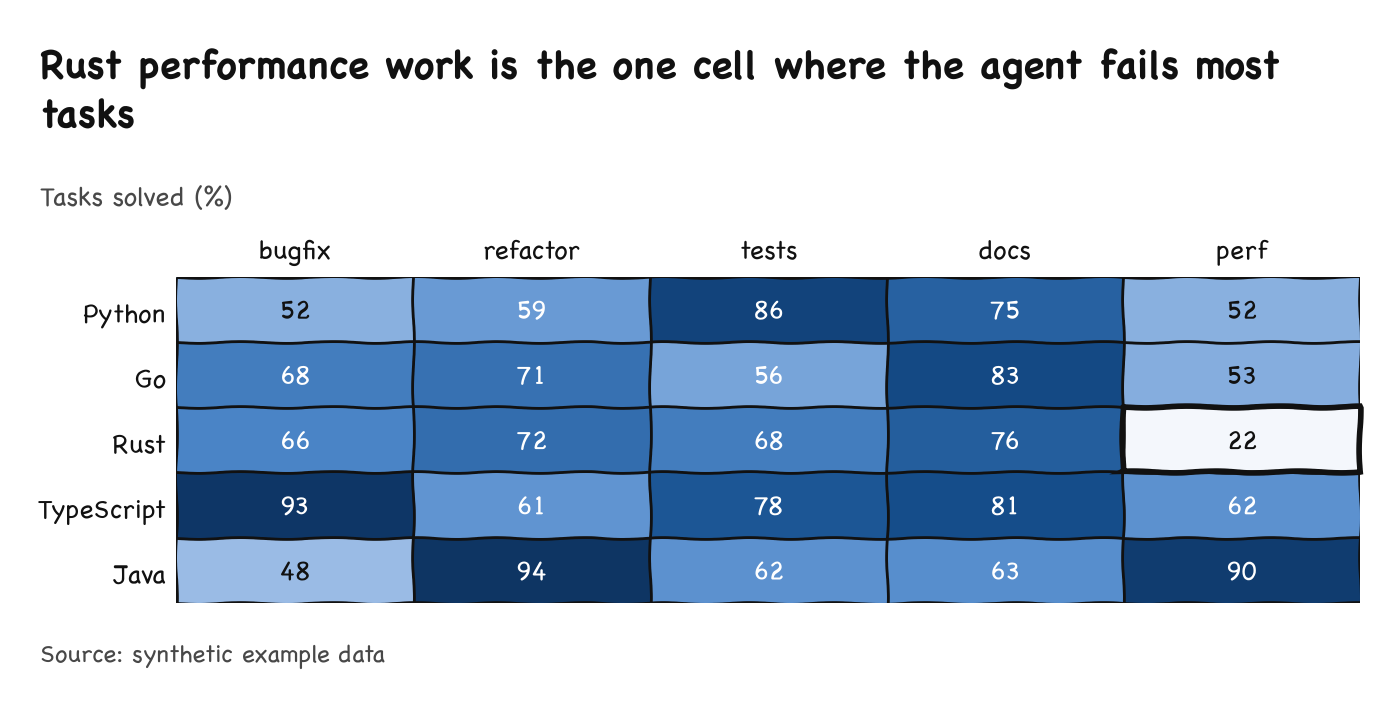 Rust performance work is the one cell where the agent fails most
tasks
Tasks solved (%)
bugfix refactor tests docs perf
Python 52 59 86 75 52
Go 68 71 56 83 53
Rust 66 72 68 76 22
TypeScript 93 61 78 81 62
Java 48 94 62 63 90
Source: synthetic example data